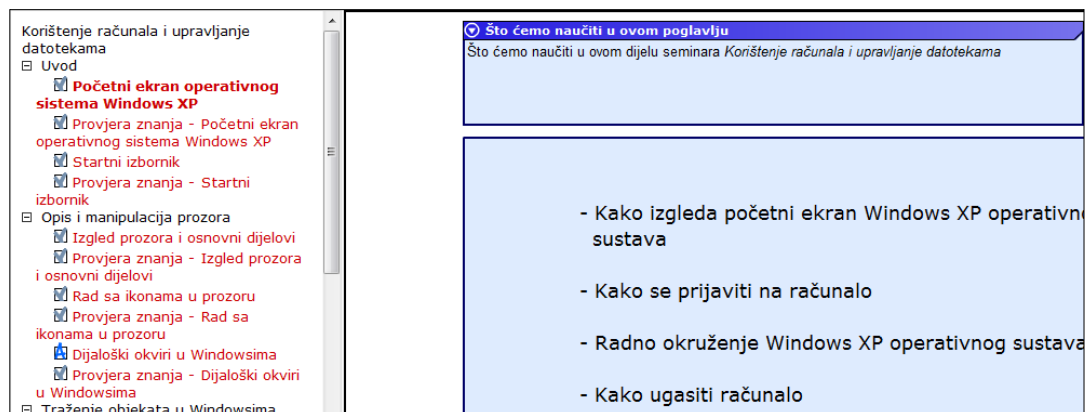 Korištenje računala i upravljanje
datotekama
Uvod
Početni ekran operativnog
sistema Windows XP
Provjera znanja - Početni ekran
operativnog sistema Windows XP
Startni izbornik
Provjera znanja - Startni
izbornik
Opis i manipulacija prozora
Izgled prozora i osnovni dijelovi
Provjera znanja - Izgled prozora
i osnovni dijelovi
Rad sa ikonama u prozoru
Provjera znanja - Rad sa
ikonama u prozoru
Dijaloški okviri u Windowsima
Provjera znanja - Dijaloški okviri
u Windowsima
Traženje objekata u Windowsima
Što ćemo naučiti u ovom poglavlju
Što ćemo naučiti u ovom dijelu seminara Korištenje računala i upravljanje datotekama
- Kako izgleda početni ekran Windows XP
sustava
- Kako se prijaviti na računalo
- Radno okruženje Windows XP operativnog sustava
- Kako ugasiti računalo